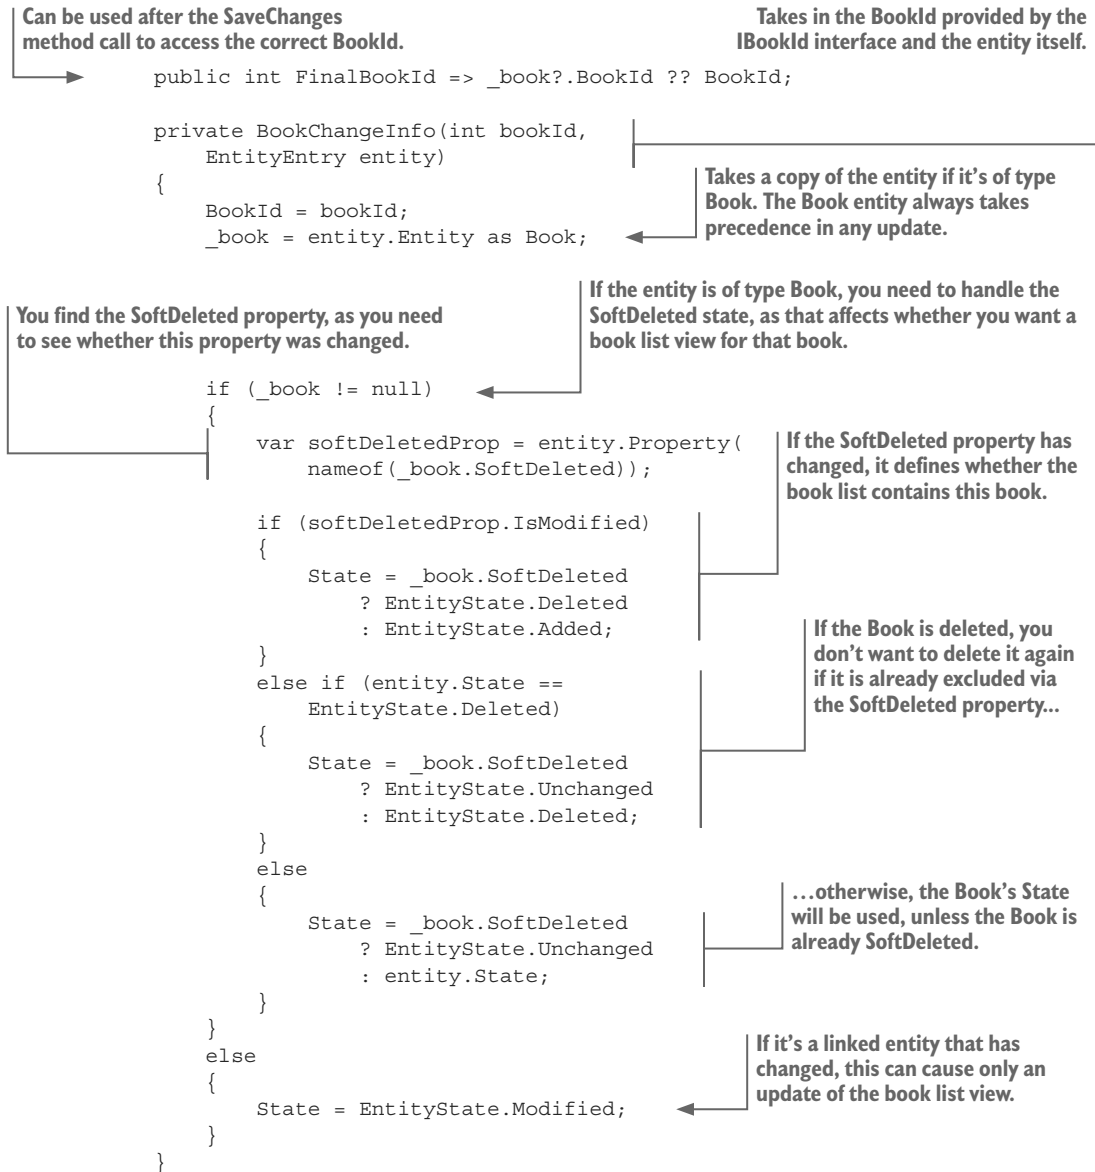 Can be used after the SaveChanges
method call to access the correct BookId.
Takes in the BookId provided by the
IBookId interface and the entity itself.
public int FinalBookId => _book?.BookId ?? BookId;
private BookChangeInfo(int bookId,
EntityEntry entity)
{
Takes a copy of the entity if it’s of type
Book. The Book entity always takes
precedence in any update.
BookId = bookId;
_book = entity.Entity as Book;
If the entity is of type Book, you need to handle the
SoftDeleted state, as that affects whether you want a
book list view for that book.
You find the SoftDeleted property, as you need
to see whether this property was changed.
if (_book != null)
{
var softDeletedProp = entity.Property(
nameof(_book.SoftDeleted));
If the SoftDeleted property has
changed, it defines whether the
book list contains this book.
if (softDeletedProp.IsModified)
{
State = _book.SoftDeleted
? EntityState.Deleted
: EntityState.Added;
}
If the Book is deleted, you
don’t want to delete it again
if it is already excluded via
the SoftDeleted property...
else if (entity.State ==
EntityState.Deleted)
{
State = _book.SoftDeleted
? EntityState.Unchanged
: EntityState.Deleted;
}
else
{
…otherwise, the Book’s State
will be used, unless the Book is
already SoftDeleted.
State = _book.SoftDeleted
? EntityState.Unchanged
: entity.State;
}
}
else
{
If it’s a linked entity that has
changed, this can cause only an
update of the book list view.
State = EntityState.Modified;
}
}